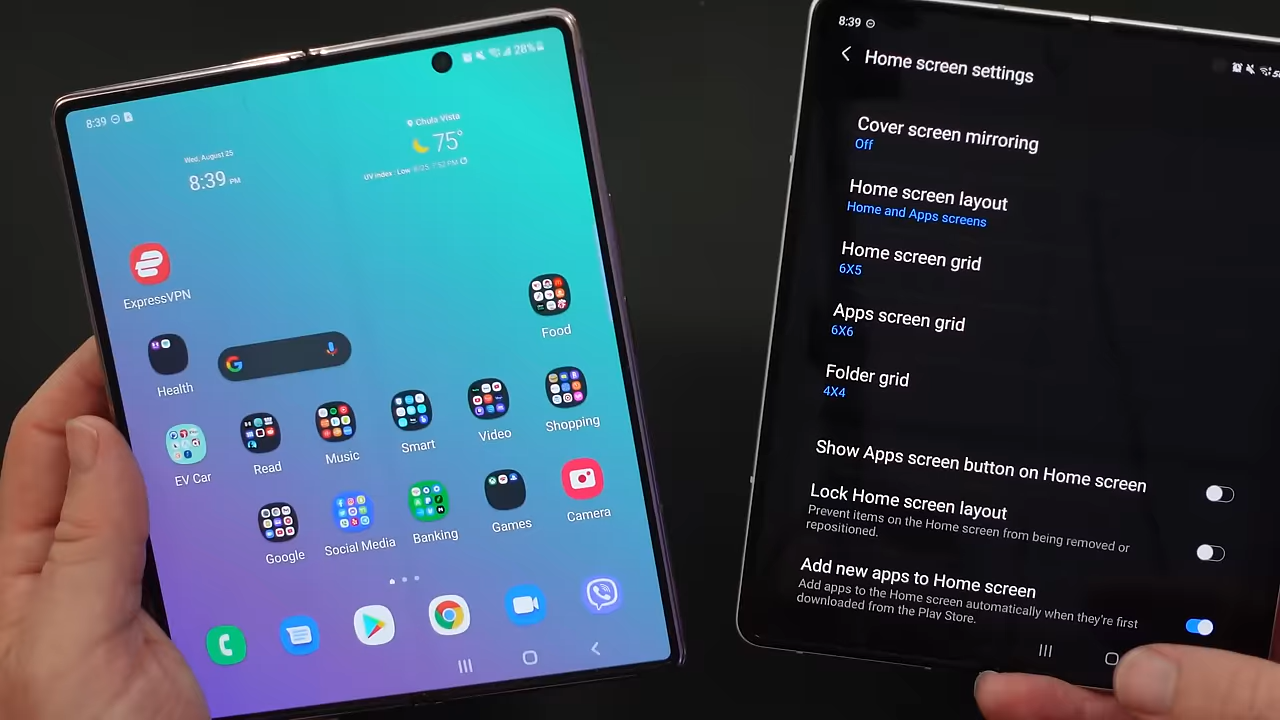 8:39
28%
Wed, August 25
8:39 PM
Chula Vista
75°
UV index : Low
ExpressVPN
Food
Health
EV Car
Read
Music
Smart
Video
Shopping
Google
Social Media
Banking
Games
Camera
8:39
Home screen settings
Cover screen mirroring
Off
Home screen layout
Home and Apps screens
Home screen grid
6X5
Apps screen grid
6X6
Folder grid
4X4
Show Apps screen button on Home screen
Lock Home screen layout
Prevent items on the Home screen from being removed or
repositioned.
Add new apps to Home screen
Add apps to the Home screen automatically when they're first
downloaded from the Play Store.